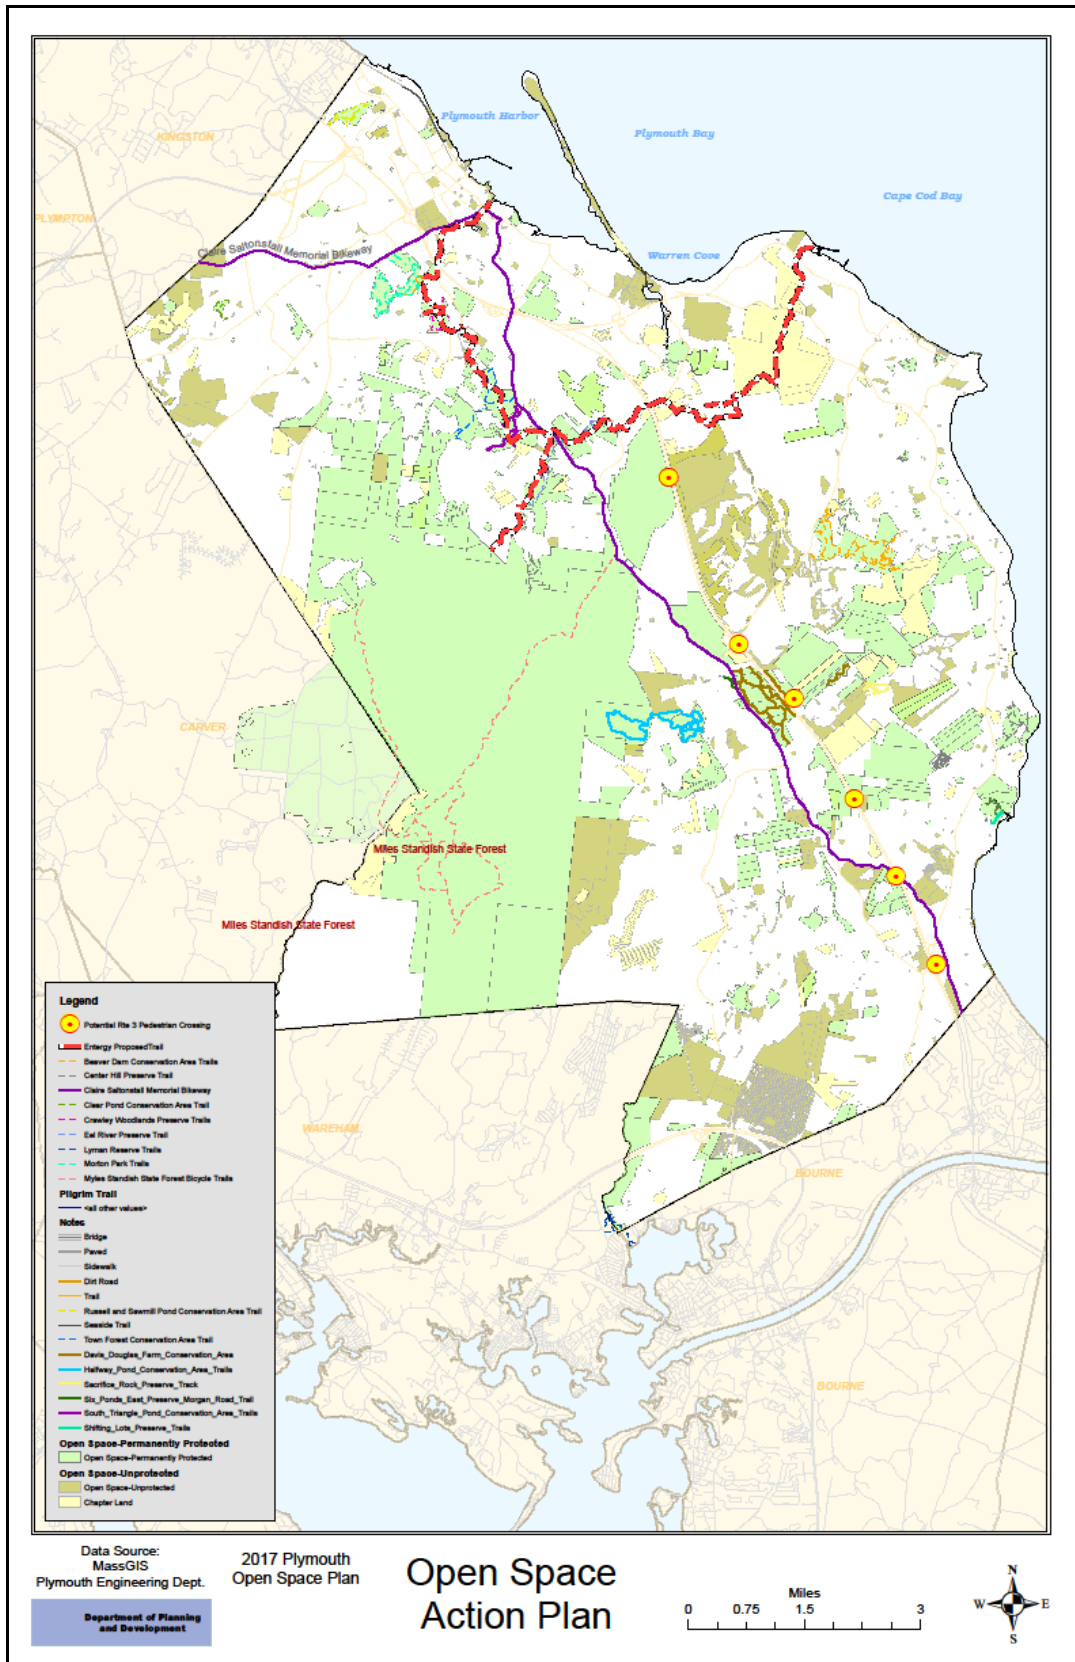 Plymouth Harbor
Plymouth Bay
KINGSTON
Cape Cod Bay
PLYMPTON
Claire Saltonstall Memorial Bikeway
Warren Cove
CARVER
Miles Standish State Forest
Miles Standish State Forest
WAREHAM
BOURNE
BOURNE
Legend
Potential Rte 3 Pedestrian Crossing
Entergy ProposedTrail
Beaver Dam Conservation Area Trails
Center Hill Preserve Trail
Claire Saltonstall Memorial Bikeway
Clear Pond Conservation Area Trail
Crawley Woodlands Preserve Trails
Eel River Preserve Trail
Lyman Reserve Trails
Morton Park Trails
Myles Standish State Forest Bicycle Trails
Pilgrim Trail
<all other values>
Notes
Bridge
Paved
Sidewalk
Dirt Road
Trail
Russell and Sawmill Pond Conservation Area Trail
Seaside Trail
Town Forest Conservation Area Trail
Davis_Douglas_Farm_Conservation_Area
Halfway_Pond_Conservation_Area_Trails
Sacrifice_Rock_Preserve_Track
Six_Ponds_East_Preserve_Morgan_Road_Trail
South_Triangle_Pond_Conservation_Area_Trails
Shifting_Lots_Preserve_Trails
Open Space-Permanently Protected
Open Space-Permanently Protected
Open Space-Unprotected
Open Space-Unprotected
Chapter Land
Data Source:
MassGIS
Plymouth Engineering Dept.
Department of Planning
and Development
2017 Plymouth
Open Space Plan
Open Space
Action Plan
Miles
0 0.75 1.5 3
N
W E
S